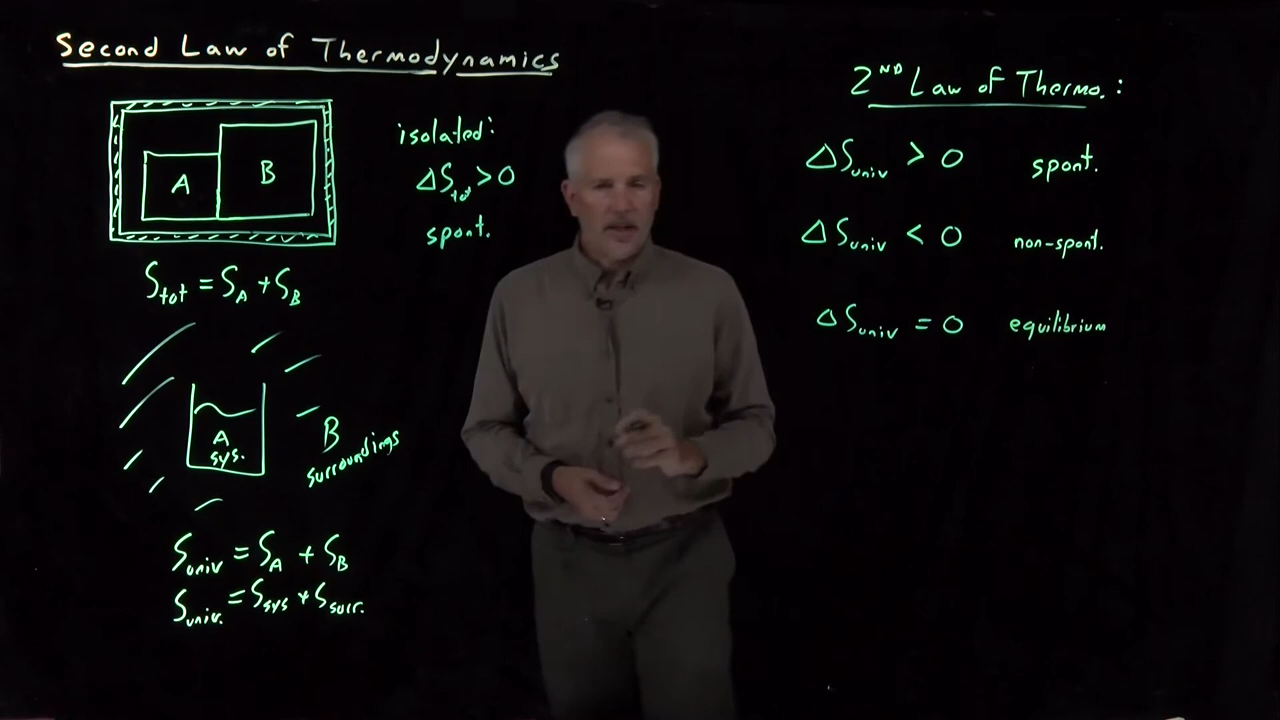 Second Law of Thermodynamics
A
B
isolated:
ΔS_tot > 0
spont.
S_tot = S_A + S_B
A
sys.
B
surroundings
S_univ = S_A + S_B
S_univ. = S_sys + S_surr.
2ND Law of Thermo.:
ΔS_univ > 0 spont.
ΔS_univ < 0 non-spont.
ΔS_univ = 0 equilibrium